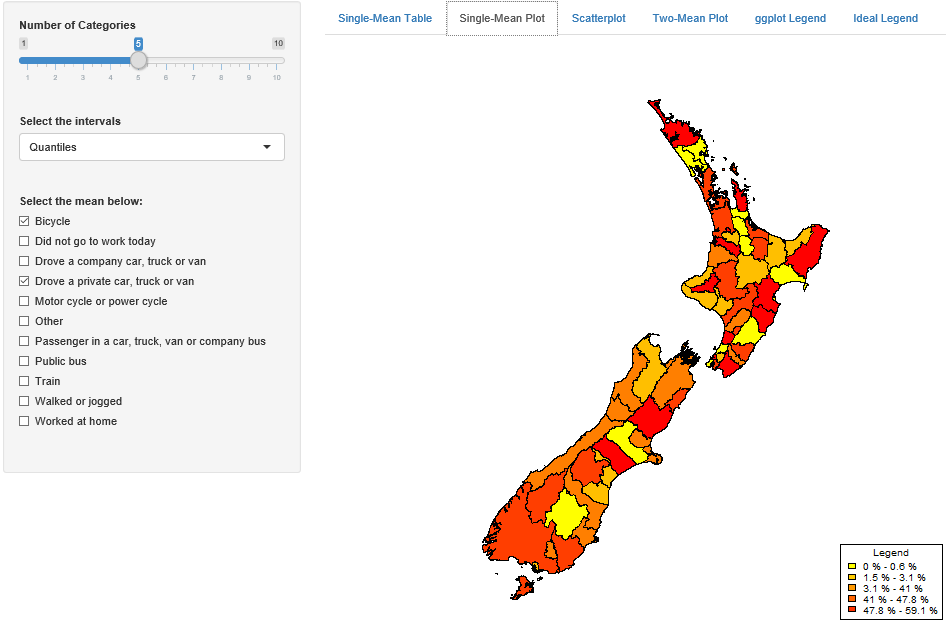 Number of Categories
1 5 10
1 2 3 4 5 6 7 8 9 10
Select the intervals
Quantiles
Select the mean below:
Bicycle
Did not go to work today
Drove a company car, truck or van
Drove a private car, truck or van
Motor cycle or power cycle
Other
Passenger in a car, truck, van or company bus
Public bus
Train
Walked or jogged
Worked at home
Single-Mean Table Single-Mean Plot Scatterplot Two-Mean Plot ggplot Legend Ideal Legend
Legend
0 % - 0.6 %
1.5 % - 3.1 %
3.1 % - 41 %
41 % - 47.8 %
47.8 % - 59.1 %